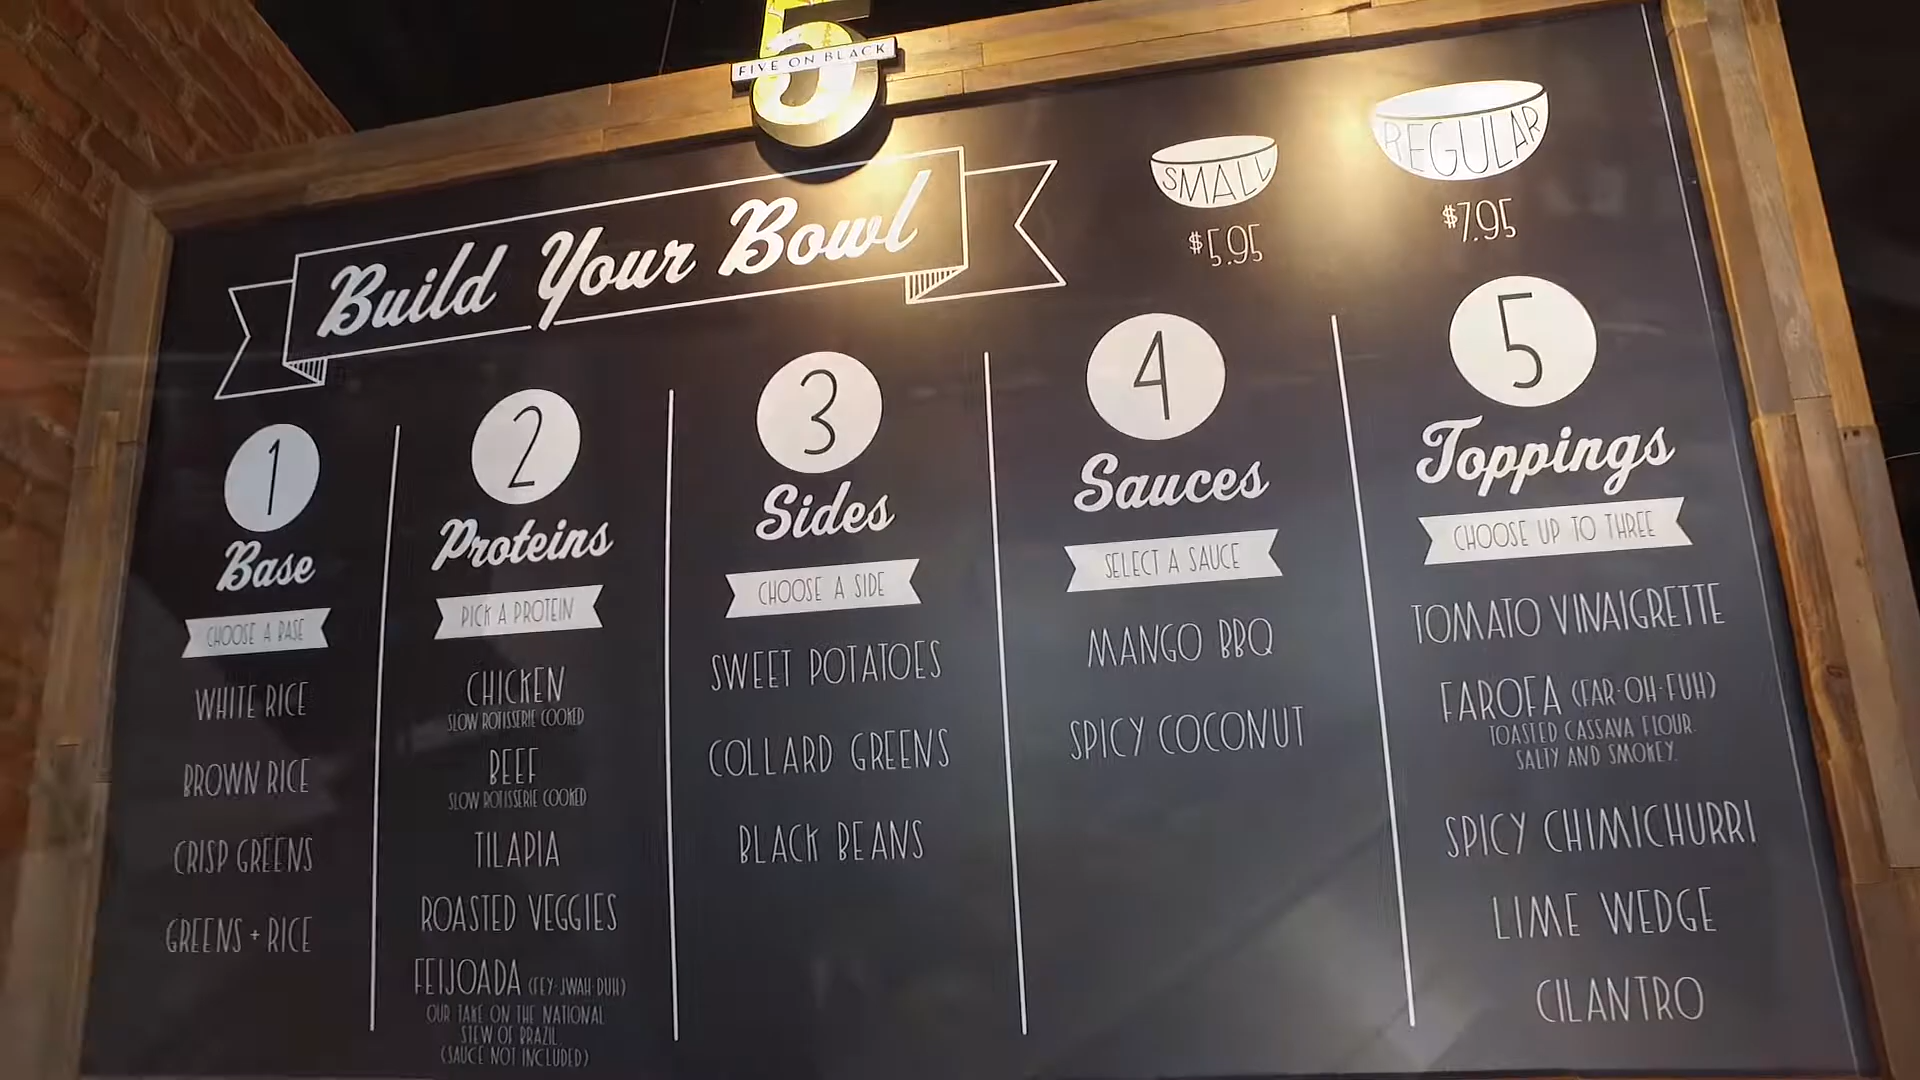 5
FIVE ON BLACK
Build Your Bowl
SMALL
$5.95
REGULAR
$7.95
1
Base
CHOOSE A BASE
WHITE RICE
BROWN RICE
CRISP GREENS
GREENS + RICE
2
Proteins
PICK A PROTEIN
CHICKEN
SLOW ROTISSERIE COOKED
BEEF
SLOW ROTISSERIE COOKED
TILAPIA
ROASTED VEGGIES
FEIJOADA (FEY-JWAH-DUH)
OUR TAKE ON THE NATIONAL
STEW OF BRAZIL.
(SAUCE NOT INCLUDED)
3
Sides
CHOOSE A SIDE
SWEET POTATOES
COLLARD GREENS
BLACK BEANS
4
Sauces
SELECT A SAUCE
MANGO BBQ
SPICY COCONUT
5
Toppings
CHOOSE UP TO THREE
TOMATO VINAIGRETTE
FAROFA (FAR-OH-FUH)
TOASTED CASSAVA FLOUR.
SALTY AND SMOKEY.
SPICY CHIMICHURRI
LIME WEDGE
CILANTRO